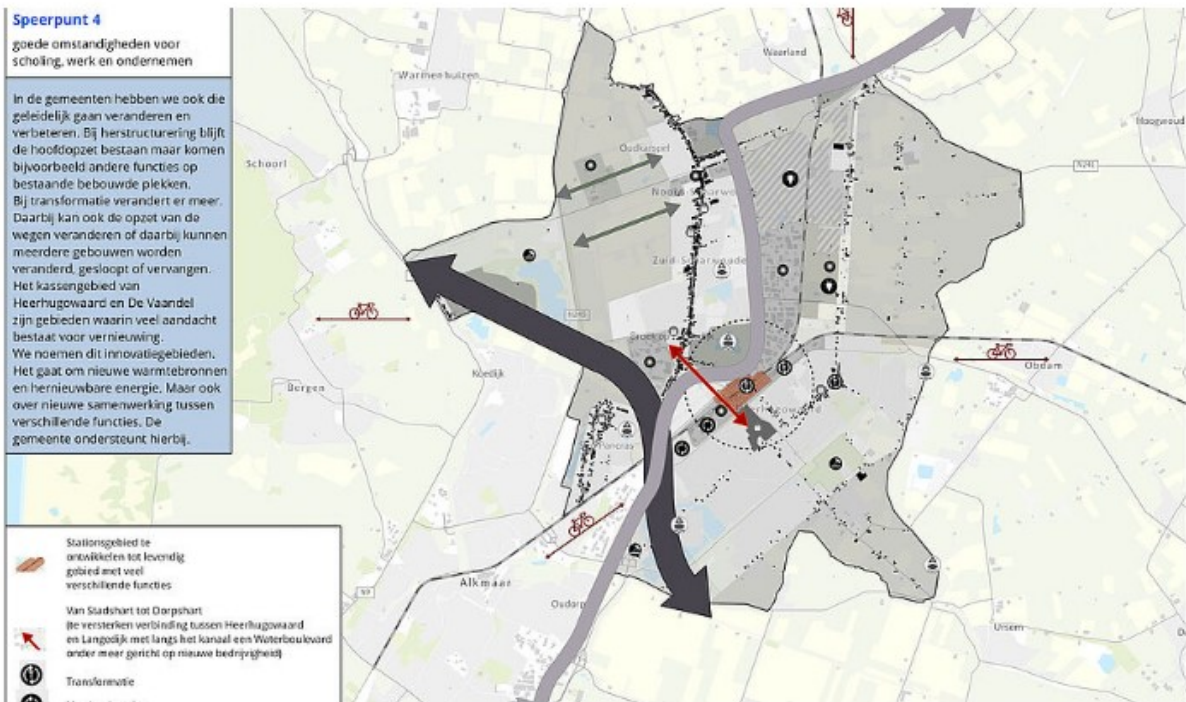 Speerpunt 4
goede omstandigheden voor
scholing, werk en ondernemen
In de gemeenten hebben we ook die
geleidelijk gaan veranderen en
verbeteren. Bij herstructurering blijft
de hoofdopzet bestaan maar komen
bijvoorbeeld andere functies op
bestaande bebouwde plekken.
Bij transformatie verandert er meer.
Daarbij kan ook de opzet van de
wegen veranderen of daarbij kunnen
meerdere gebouwen worden
veranderd, gesloopt of vervangen.
Het kassengebied van
Heerhugowaard en De Vaandel
zijn gebieden waarin veel aandacht
bestaat voor vernieuwing.
We noemen dit innovatiegebieden.
Het gaat om nieuwe warmtebronnen
en hernieuwbare energie. Maar ook
over nieuwe samenwerking tussen
verschillende functies. De
gemeente ondersteunt hierbij.
Waarland
Warmenhuizen
Hoogwoud
Oudkarspel
Schoorl
N241
Zuid-Scharwoude
Koedijk
Bergen
Obdam
Pancras
Alkmaar
N9
Oudorp
Ursem
Stationsgebied te
ontwikkelen tot levendig
gebied met veel
verschillende functies
Van Stadshart tot Dorpshart
(te versterken verbinding tussen Heerhugowaard
en Langedijk met langs het kanaal een Waterboulevard
onder meer gericht op nieuwe bedrijvigheid)
Transformatie